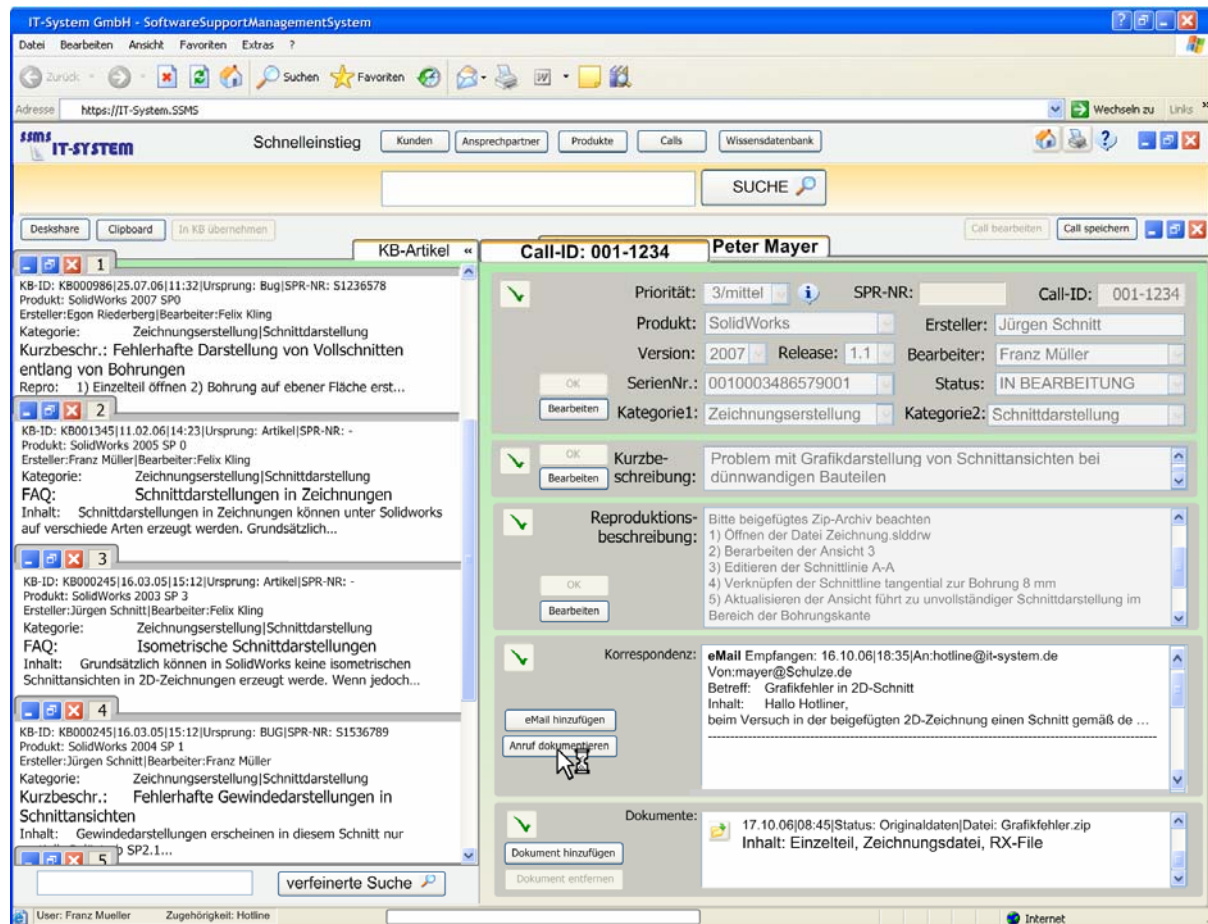 IT-System GmbH - SoftwareSupportManagementSystem
Datei Bearbeiten Ansicht Favoriten Extras ?
Zurück Suchen Favoriten
Adresse https://IT-System.SSMS Wechseln zu Links »
ssms IT-SYSTEM Schnelleinstieg Kunden Ansprechpartner Produkte Calls Wissensdatenbank
SUCHE
Deskshare Clipboard In KB übernehmen Call bearbeiten Call speichern
KB-Artikel « Call-ID: 001-1234 Peter Mayer
1
KB-ID: KB000986|25.07.06|11:32|Ursprung: Bug|SPR-NR: S1236578
Produkt: SolidWorks 2007 SP0
Ersteller:Egon Riederberg|Bearbeiter:Felix Kling
Kategorie: Zeichnungserstellung|Schnittdarstellung
Kurzbeschr.: Fehlerhafte Darstellung von Vollschnitten
entlang von Bohrungen
Repro: 1) Einzelteil öffnen 2) Bohrung auf ebener Fläche erst...
2
KB-ID: KB001345|11.02.06|14:23|Ursprung: Artikel|SPR-NR: -
Produkt: SolidWorks 2005 SP 0
Ersteller:Franz Müller|Bearbeiter:Felix Kling
Kategorie: Zeichnungserstellung|Schnittdarstellung
FAQ: Schnittdarstellungen in Zeichnungen
Inhalt: Schnittdarstellungen in Zeichnungen können unter Solidworks
auf verschiede Arten erzeugt werden. Grundsätzlich...
3
KB-ID: KB000245|16.03.05|15:12|Ursprung: Artikel|SPR-NR: -
Produkt: SolidWorks 2003 SP 3
Ersteller:Jürgen Schnitt|Bearbeiter:Felix Kling
Kategorie: Zeichnungserstellung|Schnittdarstellung
FAQ: Isometrische Schnittdarstellungen
Inhalt: Grundsätzlich können in SolidWorks keine isometrischen
Schnittansichten in 2D-Zeichnungen erzeugt werde. Wenn jedoch...
4
KB-ID: KB000245|16.03.05|15:12|Ursprung: BUG|SPR-NR: S1536789
Produkt: SolidWorks 2004 SP 1
Ersteller:Jürgen Schnitt|Bearbeiter:Franz Müller
Kategorie: Zeichnungserstellung|Schnittdarstellung
Kurzbeschr.: Fehlerhafte Gewindedarstellungen in
Schnittansichten
Inhalt: Gewindedarstellungen erscheinen in diesem Schnitt nur
SP2.1...
5
verfeinerte Suche
Priorität: 3/mittel i SPR-NR: Call-ID: 001-1234
Produkt: SolidWorks Ersteller: Jürgen Schnitt
Version: 2007 Release: 1.1 Bearbeiter: Franz Müller
OK SerienNr.: 0010003486579001 Status: IN BEARBEITUNG
Bearbeiten Kategorie1: Zeichnungserstellung Kategorie2: Schnittdarstellung
OK Kurzbe- Problem mit Grafikdarstellung von Schnittansichten bei
Bearbeiten schreibung: dünnwandigen Bauteilen
Reproduktions- Bitte beigefügtes Zip-Archiv beachten
beschreibung: 1) Öffnen der Datei Zeichnung.slddrw
2) Berarbeiten der Ansicht 3
3) Editieren der Schnittlinie A-A
OK 4) Verknüpfen der Schnittline tangential zur Bohrung 8 mm
5) Aktualisieren der Ansicht führt zu unvollständiger Schnittdarstellung im
Bearbeiten Bereich der Bohrungskante
Korrespondenz: eMail Empfangen: 16.10.06|18:35|An:hotline@it-system.de
Von:mayer@Schulze.de
Betreff: Grafikfehler in 2D-Schnitt
Inhalt: Hallo Hotliner,
eMail hinzufügen beim Versuch in der beigefügten 2D-Zeichnung einen Schnitt gemäß de ...
Anruf dokumentieren
Dokumente: 17.10.06|08:45|Status: Originaldaten|Datei: Grafikfehler.zip
Inhalt: Einzelteil, Zeichnungsdatei, RX-File
Dokument hinzufügen
Dokument entfernen
User: Franz Mueller Zugehörigkeit: Hotline Internet